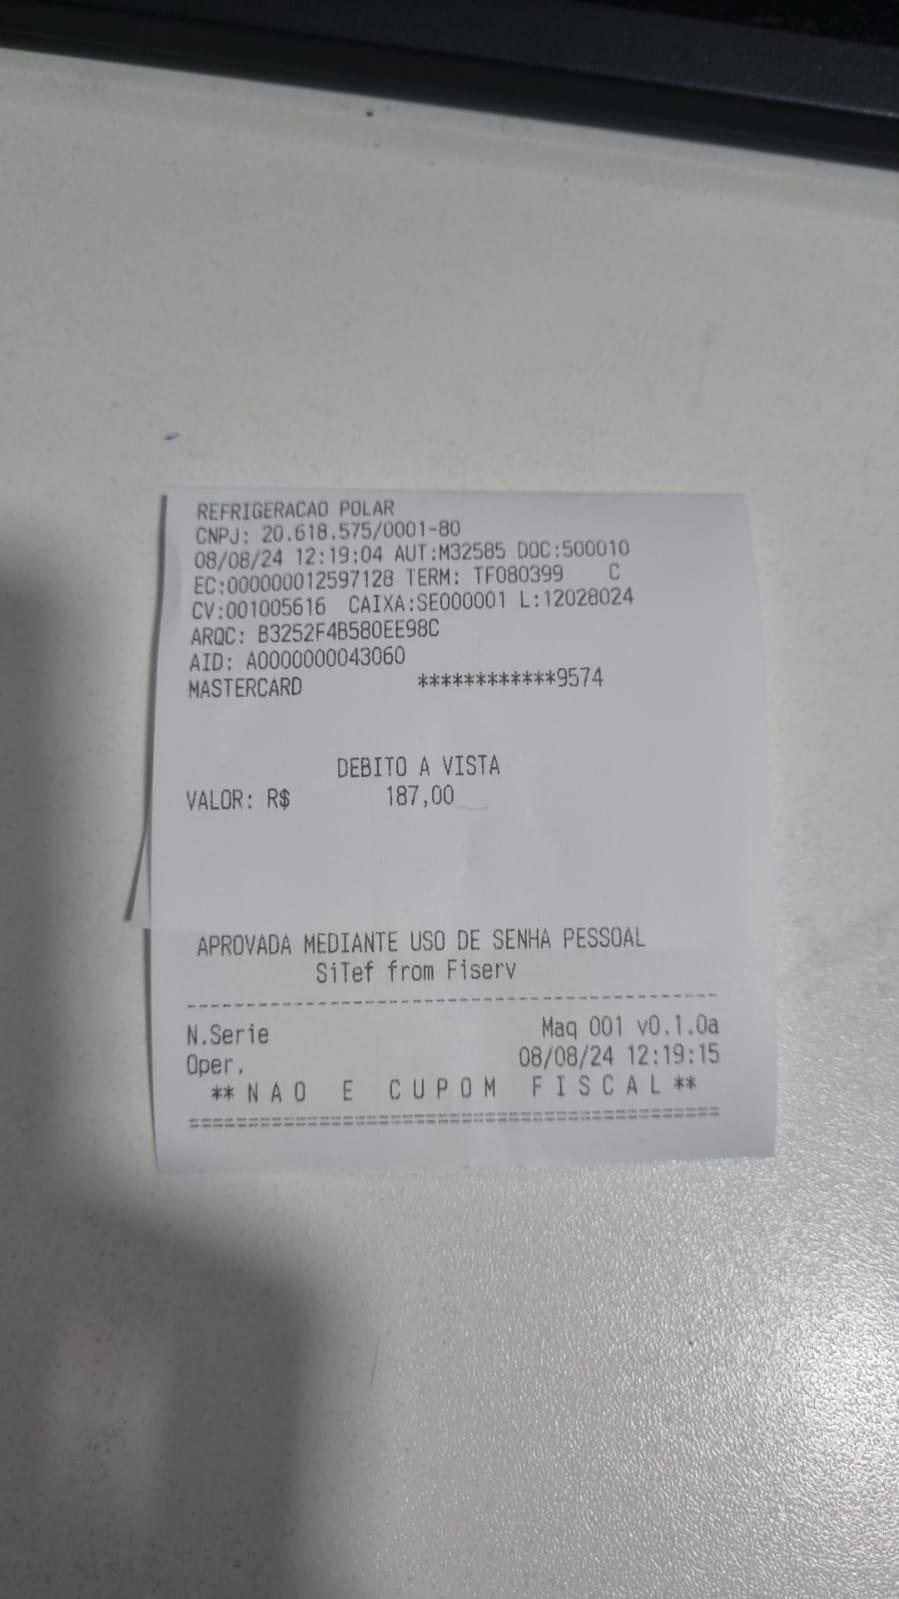 REFRIGERACAO POLAR
CNPJ: 20.618.575/0001-80
08/08/24 12:19:04 AUT:M32585 DOC:500010
EC:000000012597128 TERM: TF080399 C
CV:001005616 CAIXA:SE000001 L:12028024
ARQC: B3252F4B580EE98C
AID: A0000000043060
MASTERCARD ************9574
DEBITO A VISTA
VALOR: R$ 187,00
APROVADA MEDIANTE USO DE SENHA PESSOAL
SiTef from Fiserv
------------------------------------------------
N.Serie Maq 001 v0.1.0a
Oper. 08/08/24 12:19:15
** N A O E C U P O M F I S C A L **
================================================